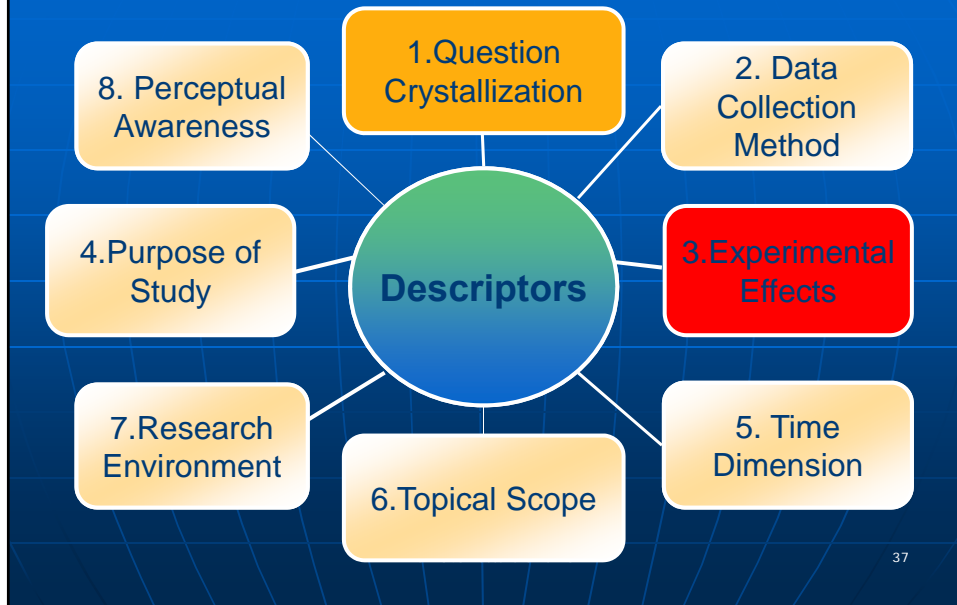 1.Question
Crystallization
2. Data
Collection
Method
8. Perceptual
Awareness
4.Purpose of
Study
Descriptors
3.Experimental
Effects
7.Research
Environment
6.Topical Scope
5. Time
Dimension
37